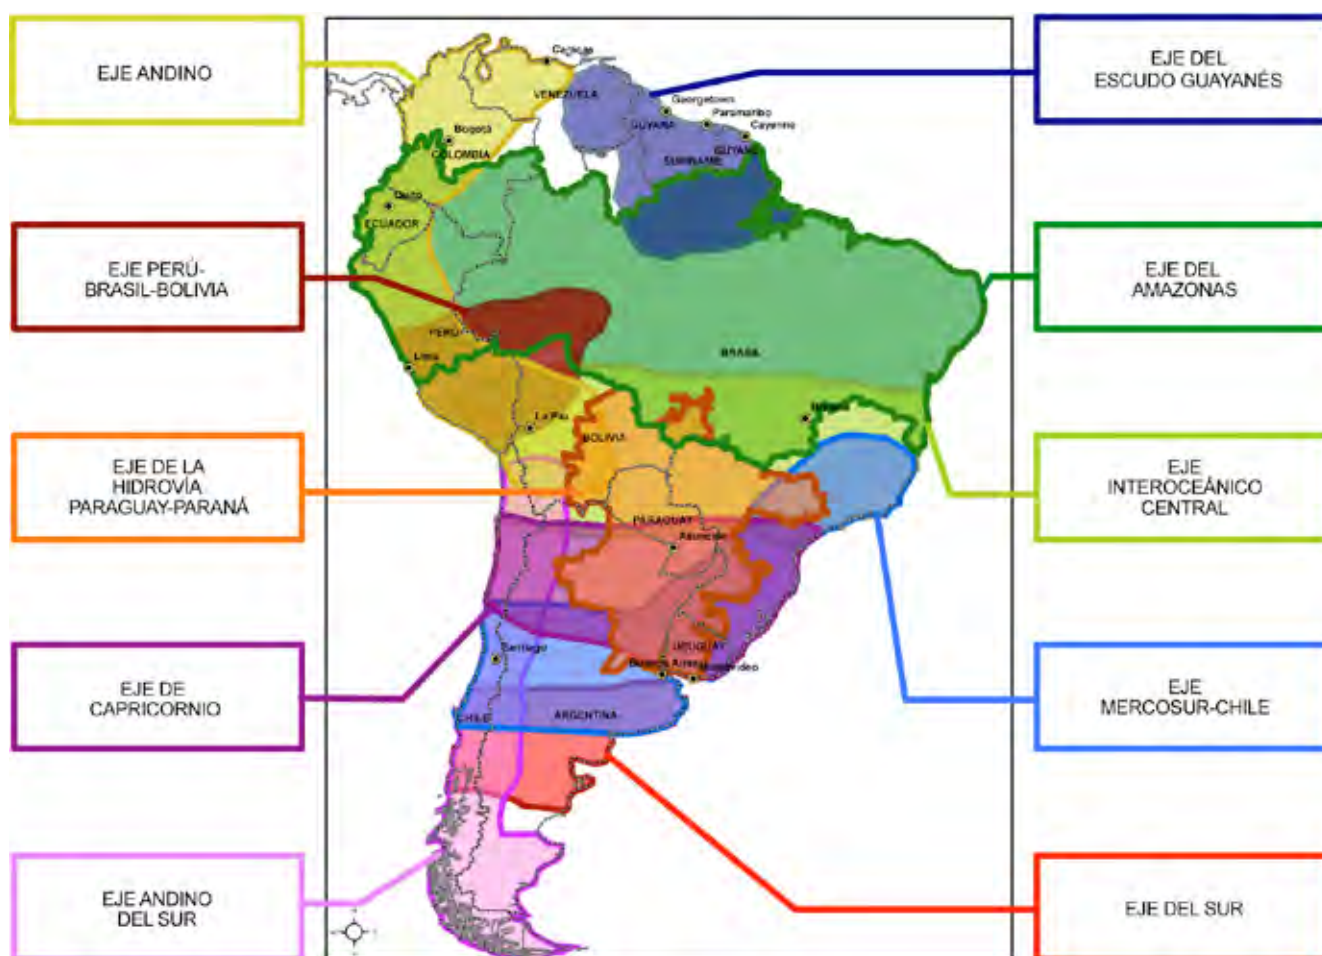 EJE ANDINO
EJE PERÚ-
BRASIL-BOLIVIA
EJE DE LA
HIDROVÍA
PARAGUAY-PARANÁ
EJE DE
CAPRICORNIO
EJE ANDINO
DEL SUR
Caracas
VENEZUELA
Georgetown
GUYANA
Paramaribo
Cayenne
GUYANE
SURINAME
Bogotá
COLOMBIA
Quito
ECUADOR
PERÚ
Lima
BRASIL
La Paz
BOLIVIA
PARAGUAY
Asunción
URUGUAY
Santiago
Buenos Aires
Montevideo
CHILE
ARGENTINA
EJE DEL
ESCUDO GUAYANÉS
EJE DEL
AMAZONAS
EJE
INTEROCEÁNICO
CENTRAL
EJE
MERCOSUR-CHILE
EJE DEL SUR